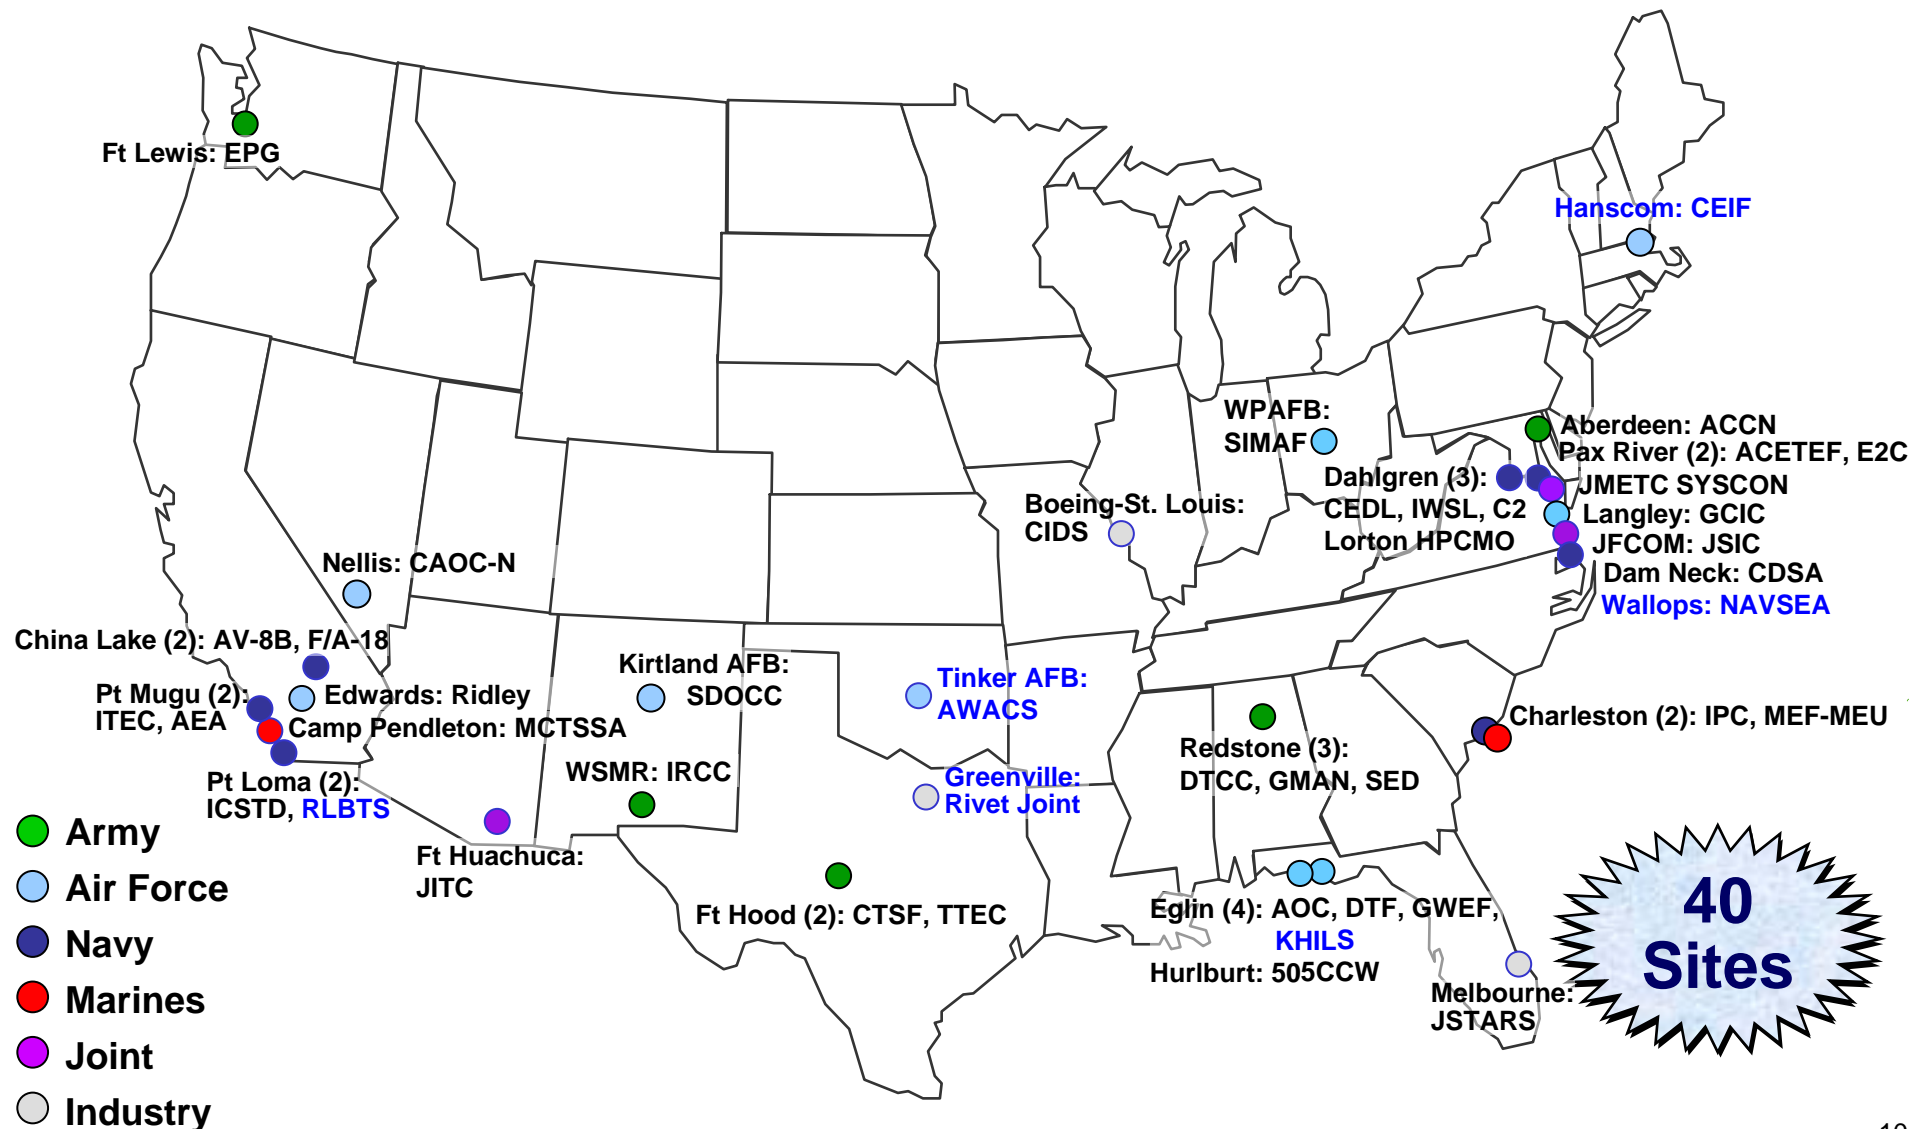 Ft Lewis: EPG
Hanscom: CEIF
WPAFB:
SIMAF
Aberdeen: ACCN
Pax River (2): ACETEF, E2C
Dahlgren (3):
CEDL, IWSL, C2
Lorton HPCMO
JMETC SYSCON
Langley: GCIC
JFCOM: JSIC
Dam Neck: CDSA
Wallops: NAVSEA
Boeing-St. Louis:
CIDS
Nellis: CAOC-N
China Lake (2): AV-8B, F/A-18
Edwards: Ridley
Pt Mugu (2):
ITEC, AEA
Camp Pendleton: MCTSSA
Pt Loma (2):
ICSTD, RLBTS
Kirtland AFB:
SDOCC
Tinker AFB:
AWACS
WSMR: IRCC
Greenville:
Rivet Joint
Redstone (3):
DTCC, GMAN, SED
Charleston (2): IPC, MEF-MEU
Ft Huachuca:
JITC
Ft Hood (2): CTSF, TTEC
Eglin (4): AOC, DTF, GWEF,
KHILS
Hurlburt: 505CCW
Melbourne:
JSTARS
40
Sites
Army
Air Force
Navy
Marines
Joint
Industry